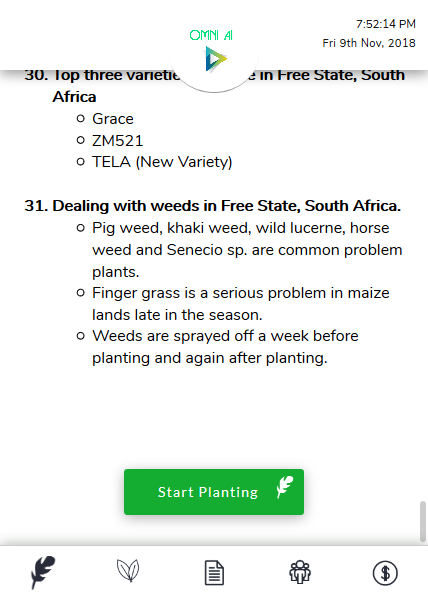 7:52:14 PM
OMNI AI
Fri 9th Nov, 2018
30. Top three e in Free State, South
Africa
Grace
ZM521
TELA (New Variety)
31. Dealing with weeds in Free State, South Africa.
Pig weed, khaki weed, wild lucerne, horse
weed and Senecio sp. are common problem
plants.
Finger grass is a serious problem in maize
lands late in the season.
Weeds are sprayed off a week before
planting and again after planting.
Start Planting